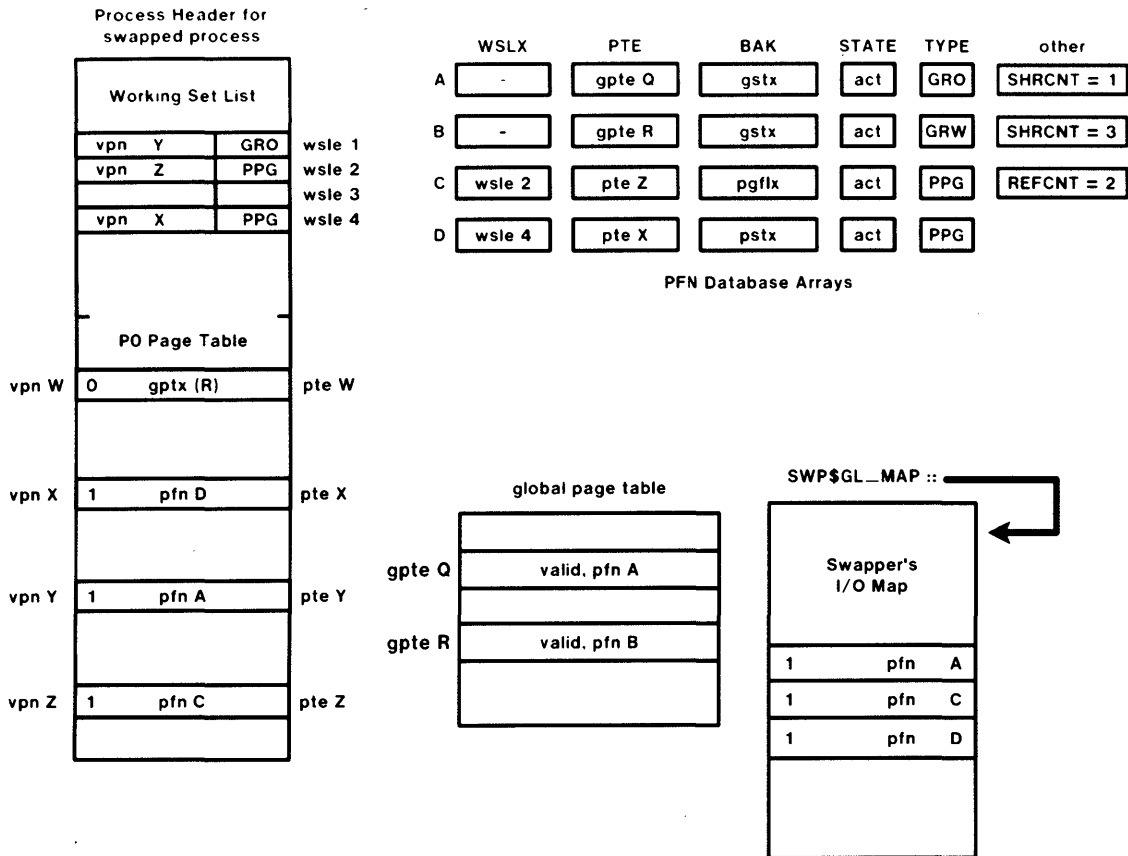 Process Header for
swapped process
Working Set List
vpn Y GRO wsle 1
vpn Z PPG wsle 2
wsle 3
vpn X PPG wsle 4
PO Page Table
vpn W 0 gptx (R) pte W
vpn X 1 pfn D pte X
vpn Y 1 pfn A pte Y
vpn Z 1 pfn C pte Z
WSLX PTE BAK STATE TYPE other
A - gpte Q gstx act GRO SHRCNT = 1
B - gpte R gstx act GRW SHRCNT = 3
C wsle 2 pte Z pgflx act PPG REFCNT = 2
D wsle 4 pte X pstx act PPG
PFN Database Arrays
global page table
gpte Q valid, pfn A
gpte R valid, pfn B
SWP$GL_MAP ::
Swapper's
I/O Map
1 pfn A
1 pfn C
1 pfn D